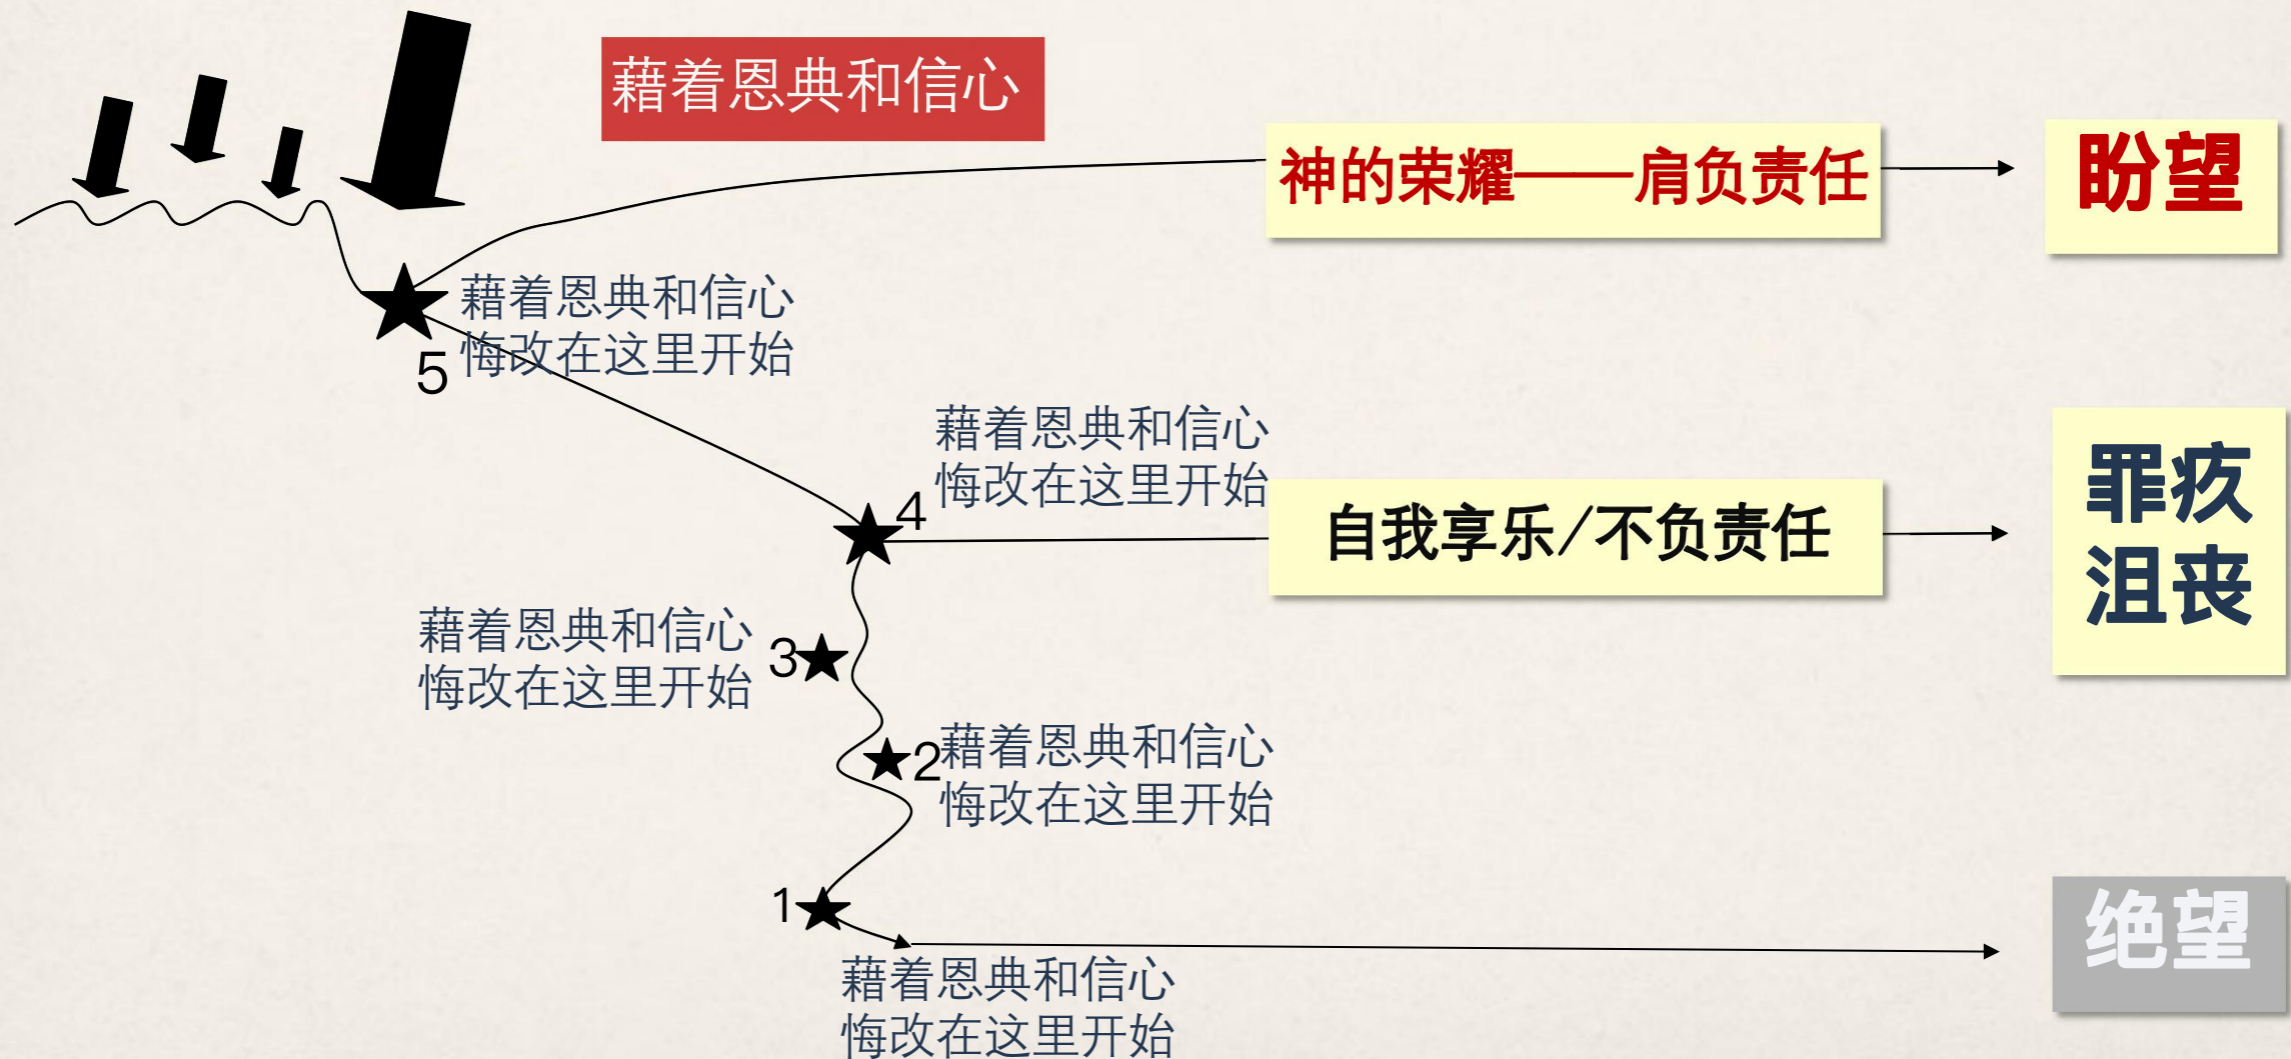 藉着恩典和信心
神的荣耀——肩负责任
盼望
藉着恩典和信心
悔改在这里开始
5
藉着恩典和信心
悔改在这里开始
4
自我享乐/不负责任
罪疚
沮丧
藉着恩典和信心
悔改在这里开始
3
2
藉着恩典和信心
悔改在这里开始
1
绝望
藉着恩典和信心
悔改在这里开始